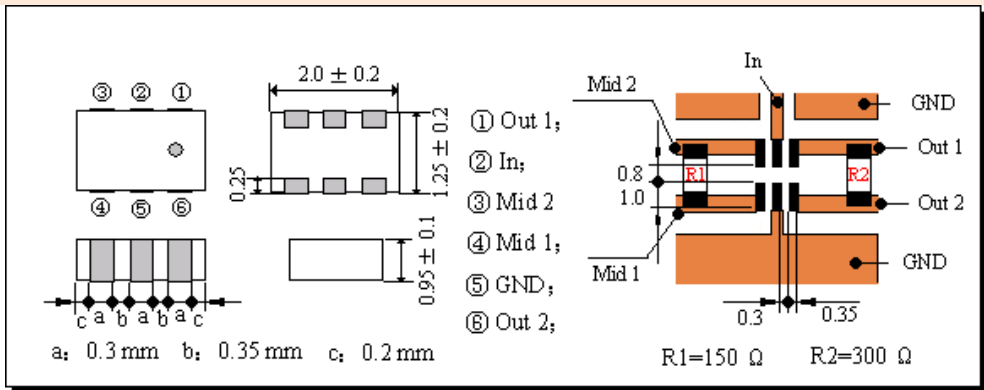 ③ ② ①
④ ⑤ ⑥
c a b a b a c
a: 0.3 mm b: 0.35 mm c: 0.2 mm
2.0 ± 0.2
0.25
1.25 ± 0.2
0.95 ± 0.1
① Out 1;
② In;
③ Mid 2
④ Mid 1;
⑤ GND;
⑥ Out 2;
In
Mid 2
GND
Out 1
0.8
R1
R2
1.0
Out 2
Mid 1
GND
0.3
0.35
R1=150 Ω R2=300 Ω